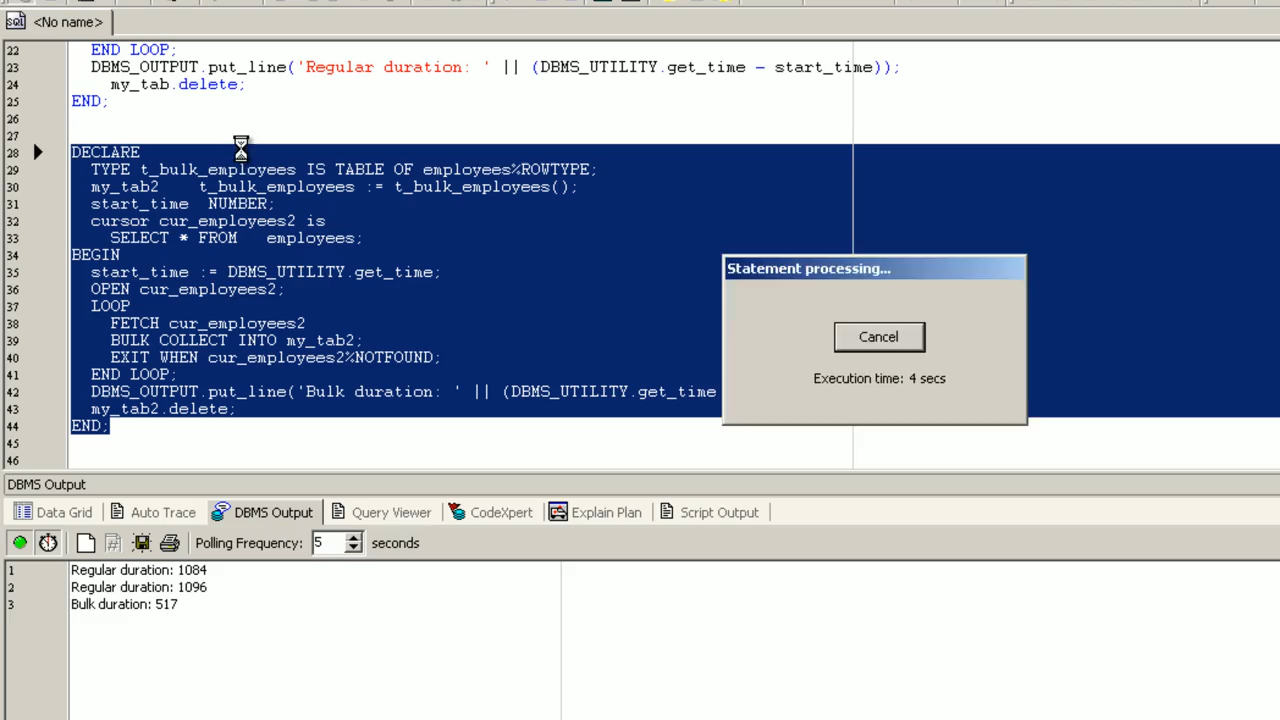 <No name>
22 END LOOP;
23 DBMS_OUTPUT.put_line('Regular duration: ' || (DBMS_UTILITY.get_time - start_time));
24 my_tab.delete;
25 END;
26
27
28 DECLARE
29 TYPE t_bulk_employees IS TABLE OF employees%ROWTYPE;
30 my_tab2 t_bulk_employees := t_bulk_employees();
31 start_time NUMBER;
32 cursor cur_employees2 is
33 SELECT * FROM employees;
34 BEGIN
35 start_time := DBMS_UTILITY.get_time;
36 OPEN cur_employees2;
37 LOOP
38 FETCH cur_employees2
39 BULK COLLECT INTO my_tab2;
40 EXIT WHEN cur_employees2%NOTFOUND;
41 END LOOP;
42 DBMS_OUTPUT.put_line('Bulk duration: ' || (DBMS_UTILITY.get_time
43 my_tab2.delete;
44 END;
45
46
Statement processing...
Cancel
Execution time: 4 secs
DBMS Output
Data Grid Auto Trace DBMS Output Query Viewer CodeXpert Explain Plan Script Output
Polling Frequency: 5 seconds
1 Regular duration: 1084
2 Regular duration: 1096
3 Bulk duration: 517